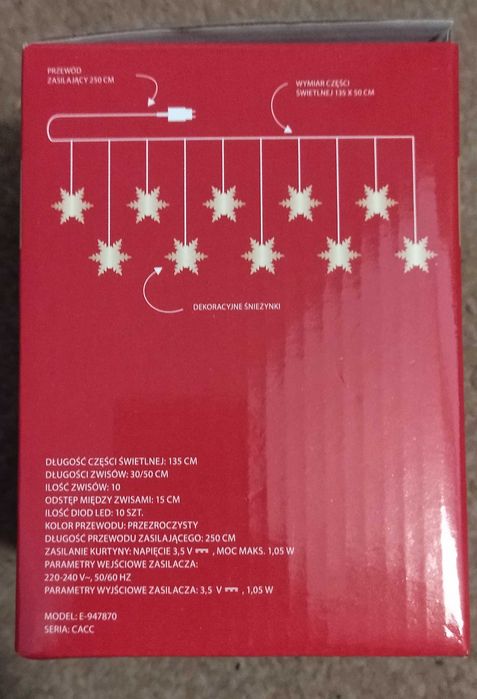 PRZEWÓD
ZASILAJĄCY 250 CM
WYMIAR CZĘŚCI
ŚWIETLNEJ 135 X 50 CM
DEKORACYJNE ŚNIEŻYNKI
DŁUGOŚĆ CZĘŚCI ŚWIETLNEJ: 135 CM
DŁUGOŚCI ZWISÓW: 30/50 CM
ILOŚĆ ZWISÓW: 10
ODSTĘP MIĘDZY ZWISAMI: 15 CM
ILOŚĆ DIOD LED: 10 SZT.
KOLOR PRZEWODU: PRZEZROCZYSTY
DŁUGOŚĆ PRZEWODU ZASILAJĄCEGO: 250 CM
ZASILANIE KURTYNY: NAPIĘCIE 3,5 V ⎓ , MOC MAKS. 1,05 W
PARAMETRY WEJŚCIOWE ZASILACZA:
220-240 V~, 50/60 HZ
PARAMETRY WYJŚCIOWE ZASILACZA: 3,5 V ⎓ , 1,05 W
MODEL: E-947870
SERIA: CACC